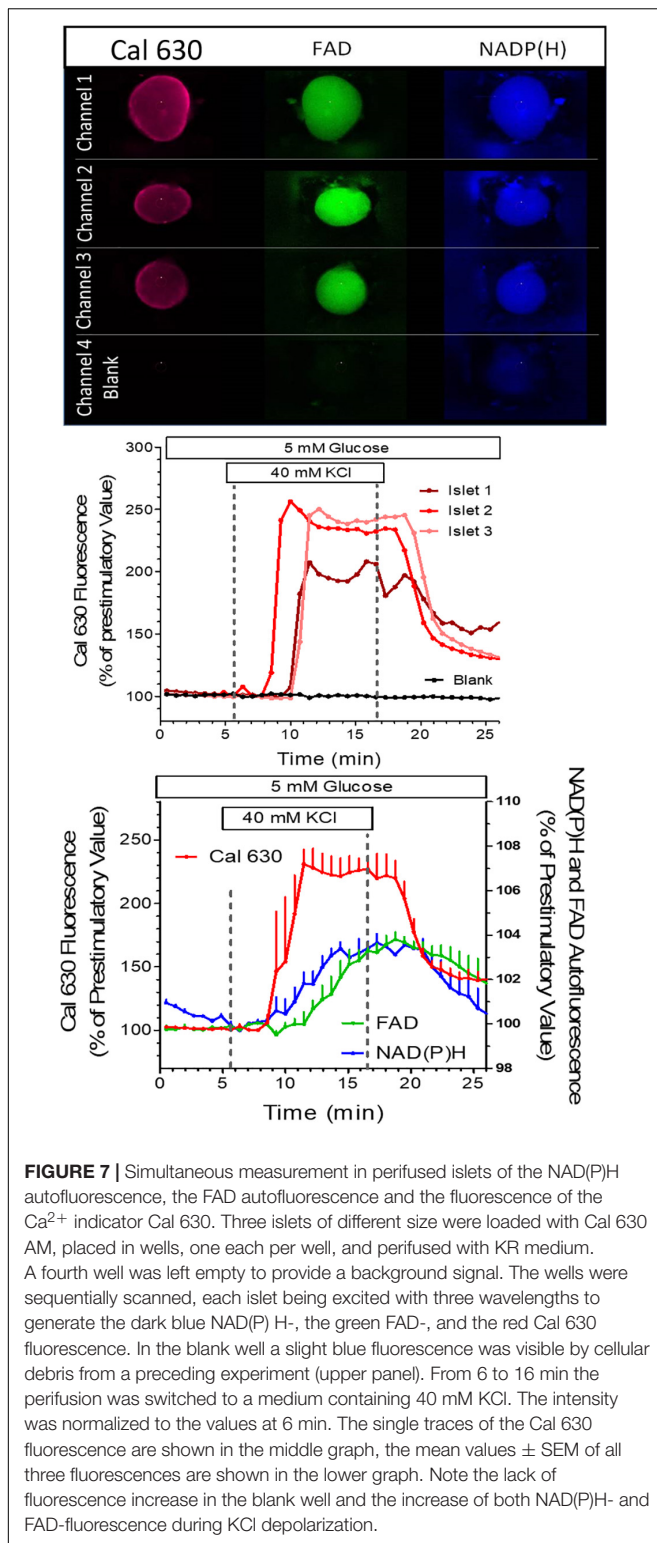 Cal 630 FAD NADP(H)
Channel 1
Channel 2
Channel 3
Channel 4
Blank
300
5 mM Glucose
40 mM KCl
250
200
150
100
Cal 630 Fluorescence
(% of prestimulatory Value)
Islet 1
Islet 2
Islet 3
Blank
0 5 10 15 20 25
Time (min)
5 mM Glucose
40 mM KCl
250
200
150
100
Cal 630 Fluorescence
(% of Prestimulatory Value)
Cal 630
FAD
NAD(P)H
110
108
106
104
102
100
98
NAD(P)H and FAD Autofluorescence
(% of Prestimulatory Value)
0 5 10 15 20 25
Time (min)
FIGURE 7 | Simultaneous measurement in perifused islets of the NAD(P)H
autofluorescence, the FAD autofluorescence and the fluorescence of the
Ca2+ indicator Cal 630. Three islets of different size were loaded with Cal 630
AM, placed in wells, one each per well, and perifused with KR medium.
A fourth well was left empty to provide a background signal. The wells were
sequentially scanned, each islet being excited with three wavelengths to
generate the dark blue NAD(P) H-, the green FAD-, and the red Cal 630
fluorescence. In the blank well a slight blue fluorescence was visible by cellular
debris from a preceding experiment (upper panel). From 6 to 16 min the
perifusion was switched to a medium containing 40 mM KCl. The intensity
was normalized to the values at 6 min. The single traces of the Cal 630
fluorescence are shown in the middle graph, the mean values ± SEM of all
three fluorescences are shown in the lower graph. Note the lack of
fluorescence increase in the blank well and the increase of both NAD(P)H- and
FAD-fluorescence during KCl depolarization.